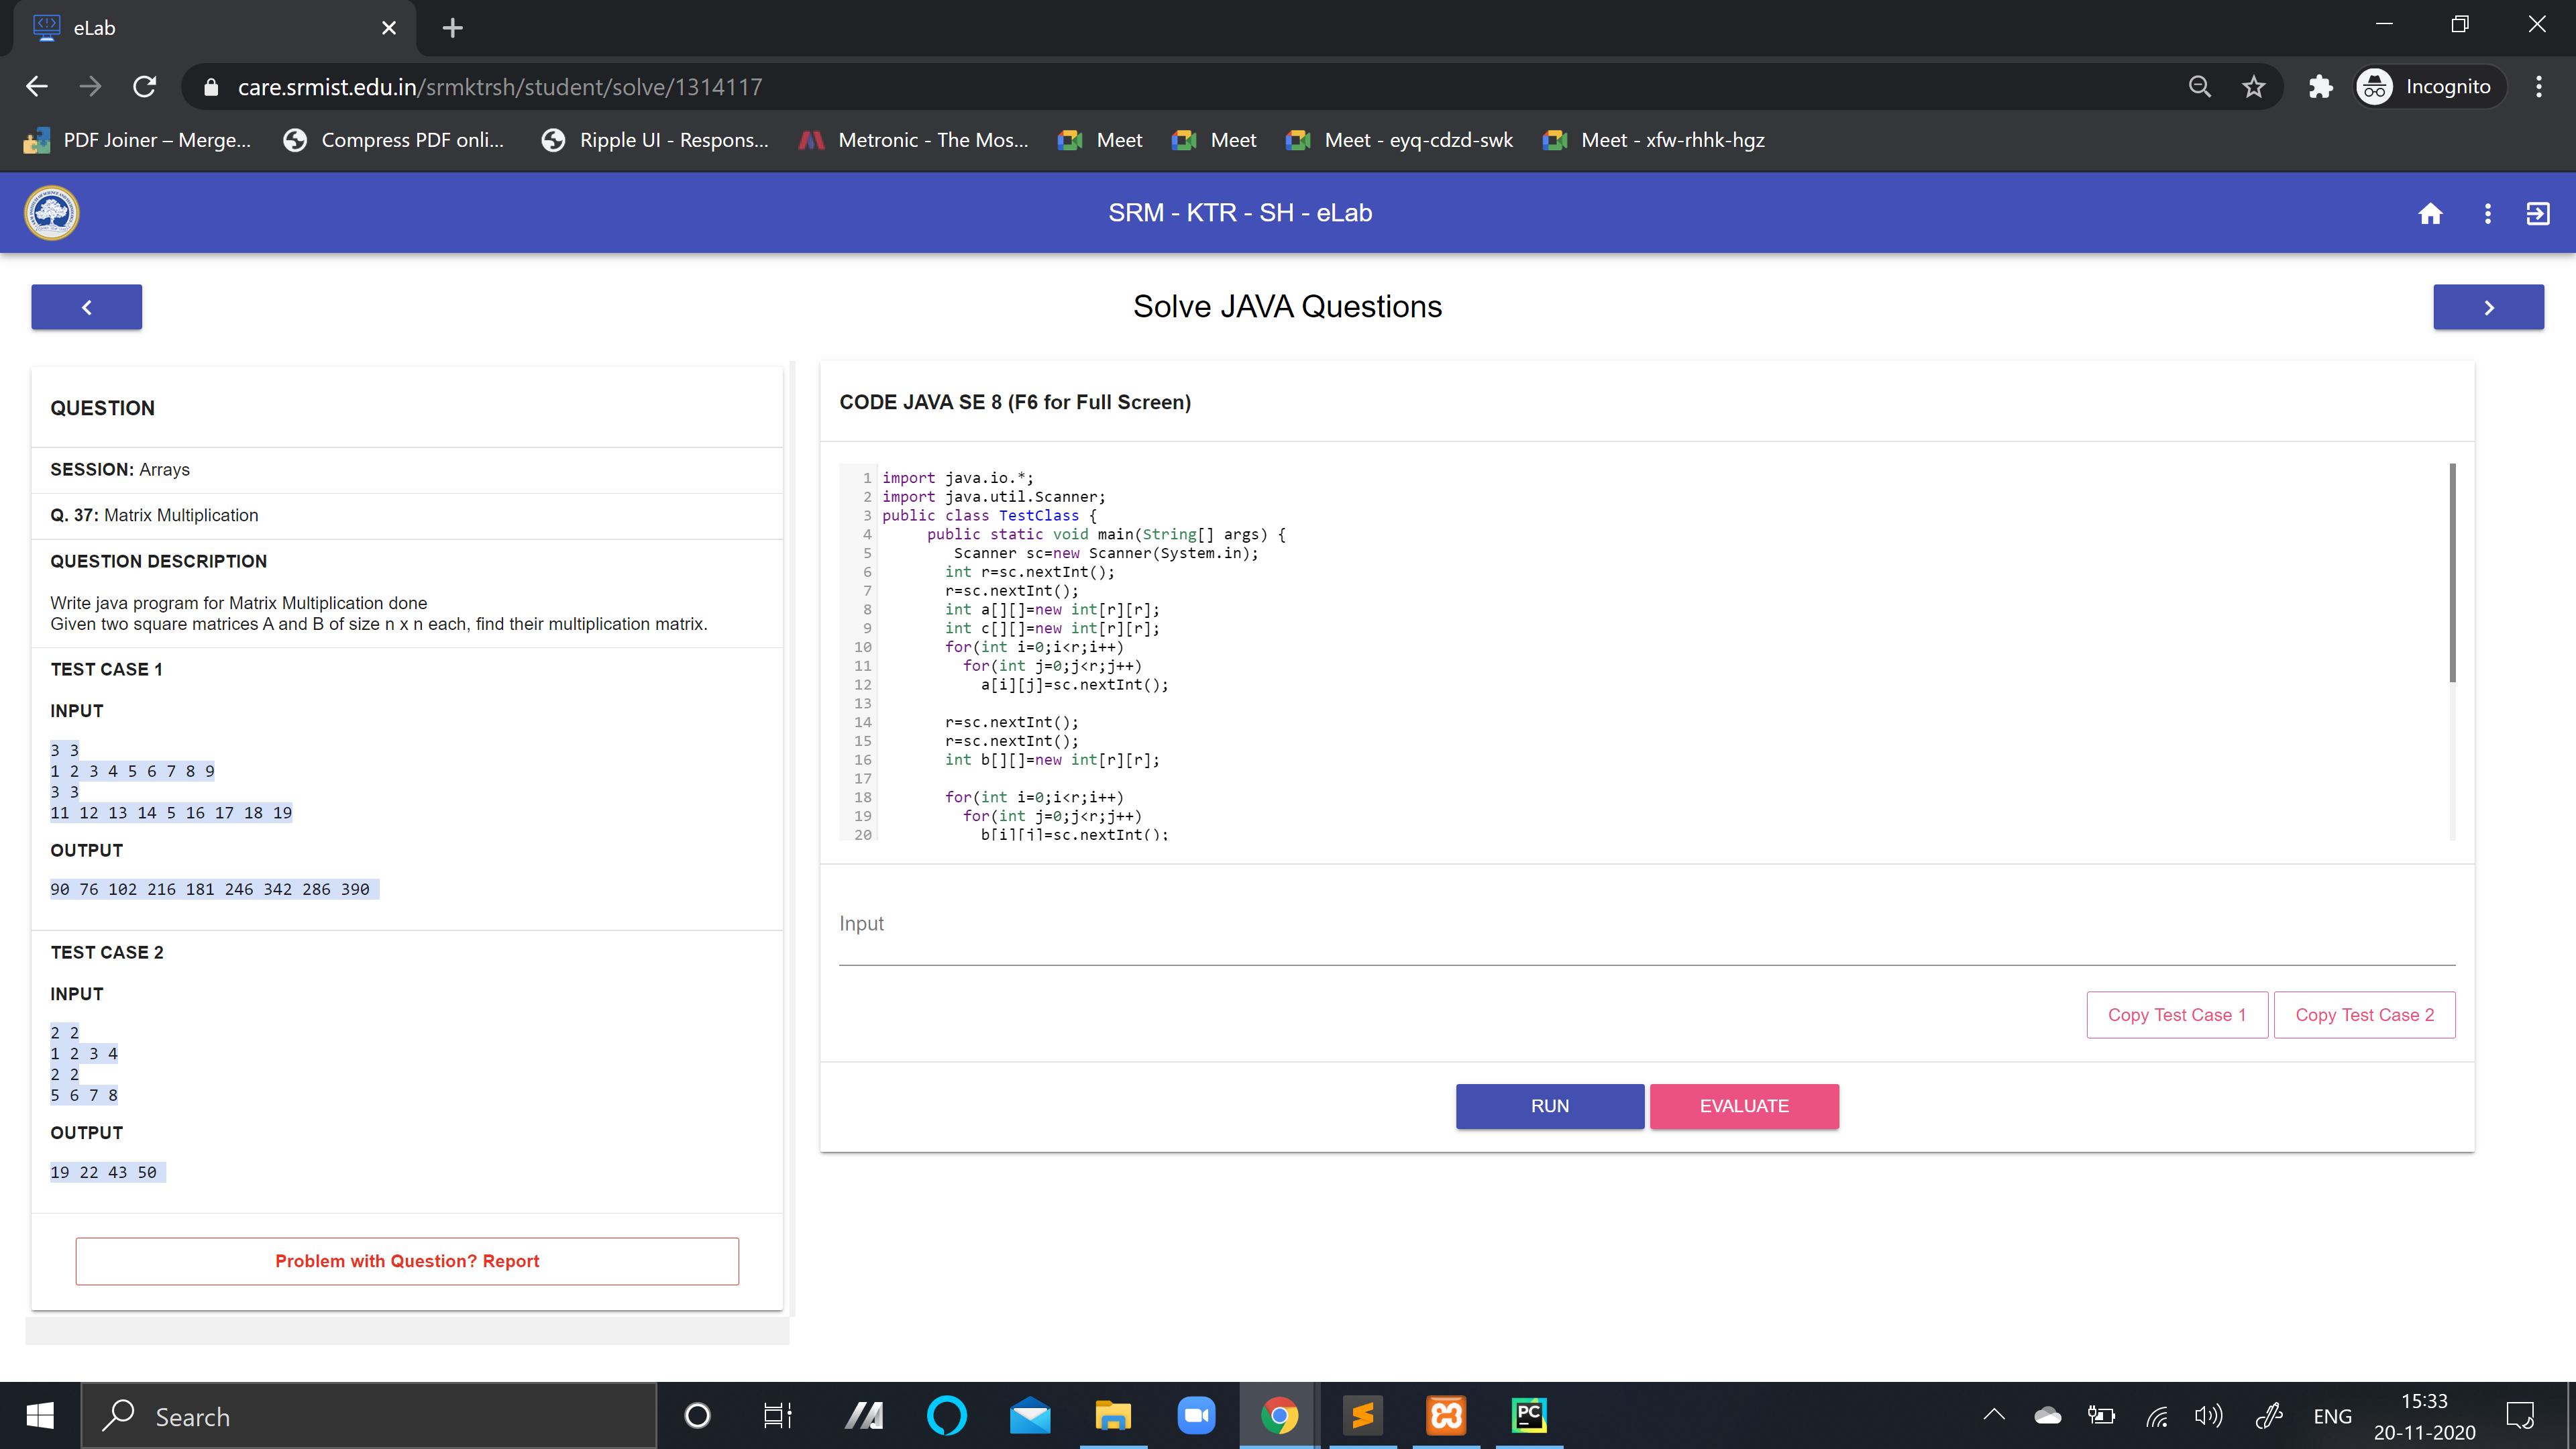 eLab
care.srmist.edu.in/srmktrsh/student/solve/1314117
Incognito
PDF Joiner – Merge...
Compress PDF onli...
Ripple UI - Respons...
Metronic - The Mos...
Meet
Meet
Meet - eyq-cdzd-swk
Meet - xfw-rhhk-hgz
SRM - KTR - SH - eLab
Solve JAVA Questions
QUESTION
SESSION: Arrays
Q. 37: Matrix Multiplication
QUESTION DESCRIPTION
Write java program for Matrix Multiplication done
Given two square matrices A and B of size n x n each, find their multiplication matrix.
TEST CASE 1
INPUT
3 3
1 2 3 4 5 6 7 8 9
3 3
11 12 13 14 5 16 17 18 19
OUTPUT
90 76 102 216 181 246 342 286 390
TEST CASE 2
INPUT
2 2
1 2 3 4
2 2
5 6 7 8
OUTPUT
19 22 43 50
Problem with Question? Report
CODE JAVA SE 8 (F6 for Full Screen)
1 import java.io.*;
2 import java.util.Scanner;
3 public class TestClass {
4 public static void main(String[] args) {
5 Scanner sc=new Scanner(System.in);
6 int r=sc.nextInt();
7 r=sc.nextInt();
8 int a[][]=new int[r][r];
9 int c[][]=new int[r][r];
10 for(int i=0;i<r;i++)
11 for(int j=0;j<r;j++)
12 a[i][j]=sc.nextInt();
13
14 r=sc.nextInt();
15 r=sc.nextInt();
16 int b[][]=new int[r][r];
17
18 for(int i=0;i<r;i++)
19 for(int j=0;j<r;j++)
20 b[i][j]=sc.nextInt();
Input
Copy Test Case 1
Copy Test Case 2
RUN
EVALUATE
Search
PC
ENG
15:33
20-11-2020